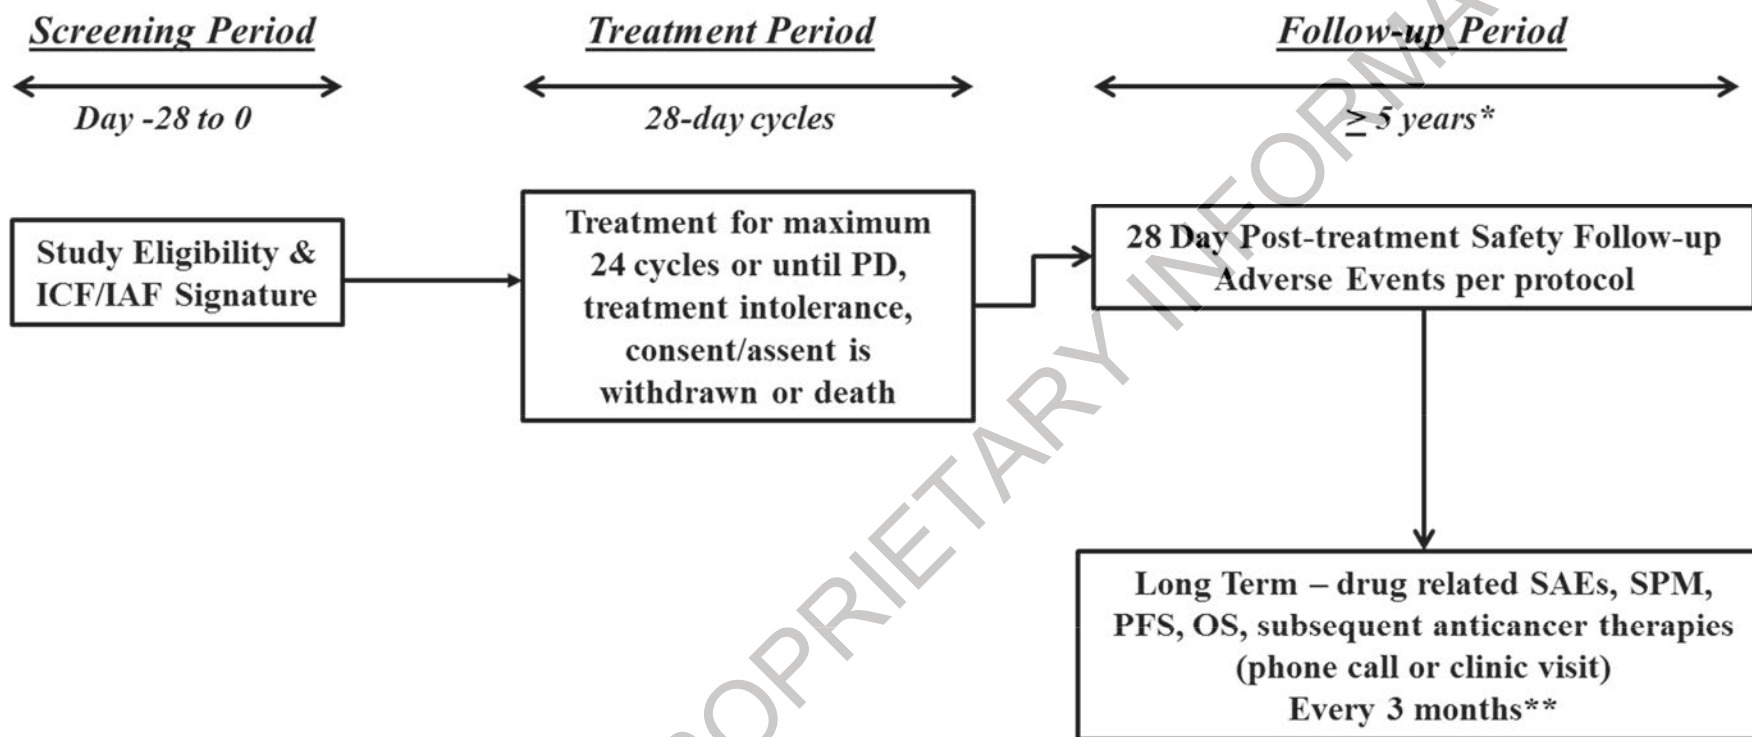 Screening Period
Day -28 to 0
Study Eligibility &
ICF/IAF Signature
Treatment Period
28-day cycles
Treatment for maximum
24 cycles or until PD,
treatment intolerance,
consent/assent is
withdrawn or death
Follow-up Period
≥ 5 years*
28 Day Post-treatment Safety Follow-up
Adverse Events per protocol
Long Term – drug related SAEs, SPM,
PFS, OS, subsequent anticancer therapies
(phone call or clinic visit)
Every 3 months**
OPRIETARY INFORMA